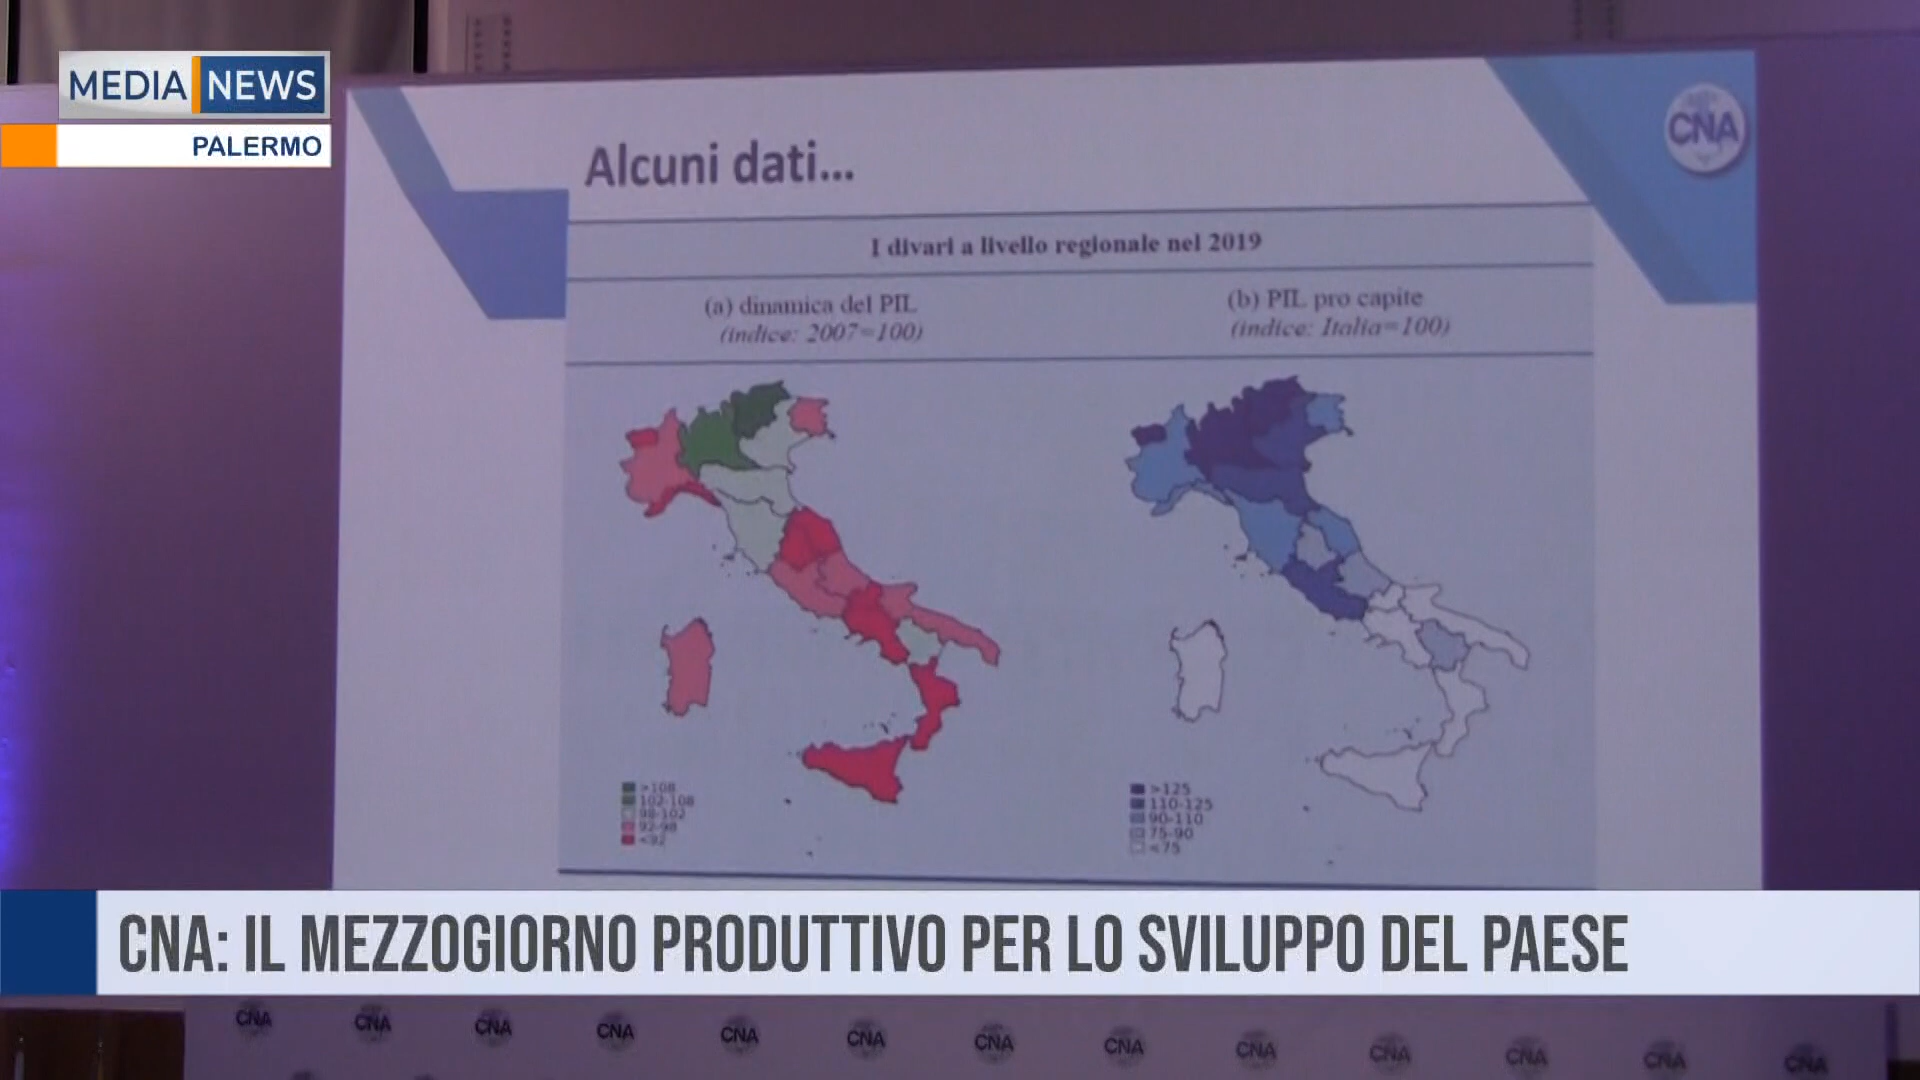 MEDIA NEWS
PALERMO
CNA
Alcuni dati...
I divari a livello regionale nel 2019
(a) dinamica del PIL
(indice: 2007=100)
(b) PIL pro capite
(indice: Italia=100)
>108
102-108
98-102
92-98
<92
>125
110-125
90-110
75-90
<75
CNA: IL MEZZOGIORNO PRODUTTIVO PER LO SVILUPPO DEL PAESE
CNA CNA CNA CNA CNA CNA CNA CNA CNA CNA CNA CNA CNA